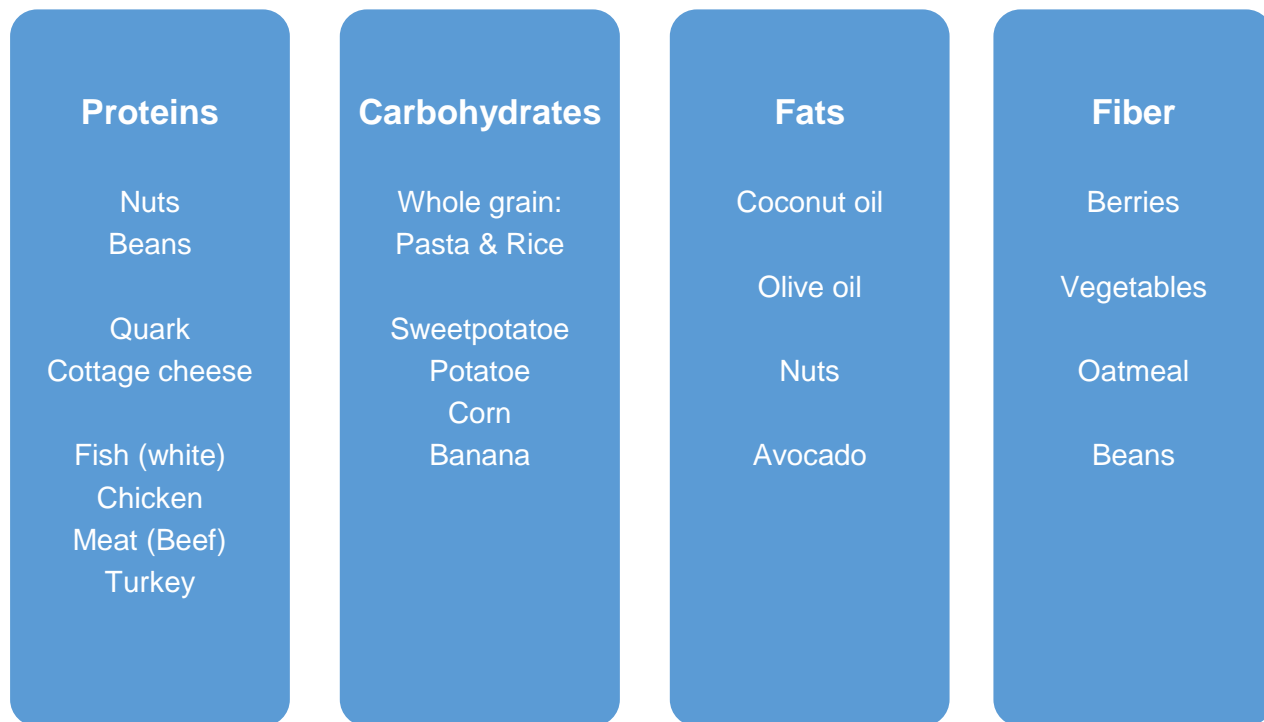 Proteins
Nuts
Beans
Quark
Cottage cheese
Fish (white)
Chicken
Meat (Beef)
Turkey
Carbohydrates
Whole grain:
Pasta & Rice
Sweetpotatoe
Potatoe
Corn
Banana
Fats
Coconut oil
Olive oil
Nuts
Avocado
Fiber
Berries
Vegetables
Oatmeal
Beans